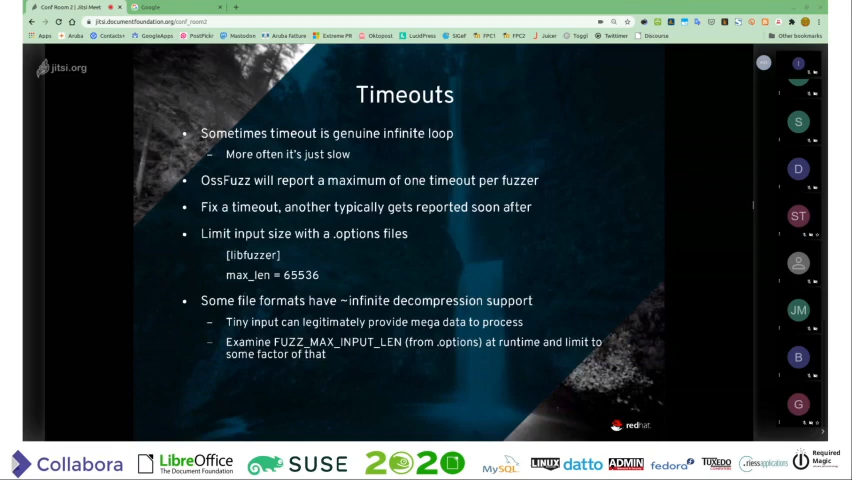 Conf Room 2 | Jitsi Meet
Google
jitsi.documentfoundation.org/conf_room2
Apps
Aruba
Contacts+
GoogleApps
PostPickr
Mastodon
Aruba Fatture
Extreme PR
Oktopost
LucidPress
SIGeF
FPC1
FPC2
Juicer
Toggl
Twittimer
Discourse
Other bookmarks
jitsi.org
Timeouts
• Sometimes timeout is genuine infinite loop
– More often it's just slow
• OssFuzz will report a maximum of one timeout per fuzzer
• Fix a timeout, another typically gets reported soon after
• Limit input size with a .options files
[libfuzzer]
max_len = 65536
• Some file formats have ~infinite decompression support
– Tiny input can legitimately provide mega data to process
– Examine FUZZ_MAX_INPUT_LEN (from .options) at runtime and limit to
some factor of that
redhat.
I
S
D
ST
JM
B
G
Collabora
LibreOffice
The Document Foundation
SUSE
2020
MySQL
LINUX
datto
ADMIN
fedora
TUXEDO
riess applications
Required
Magic